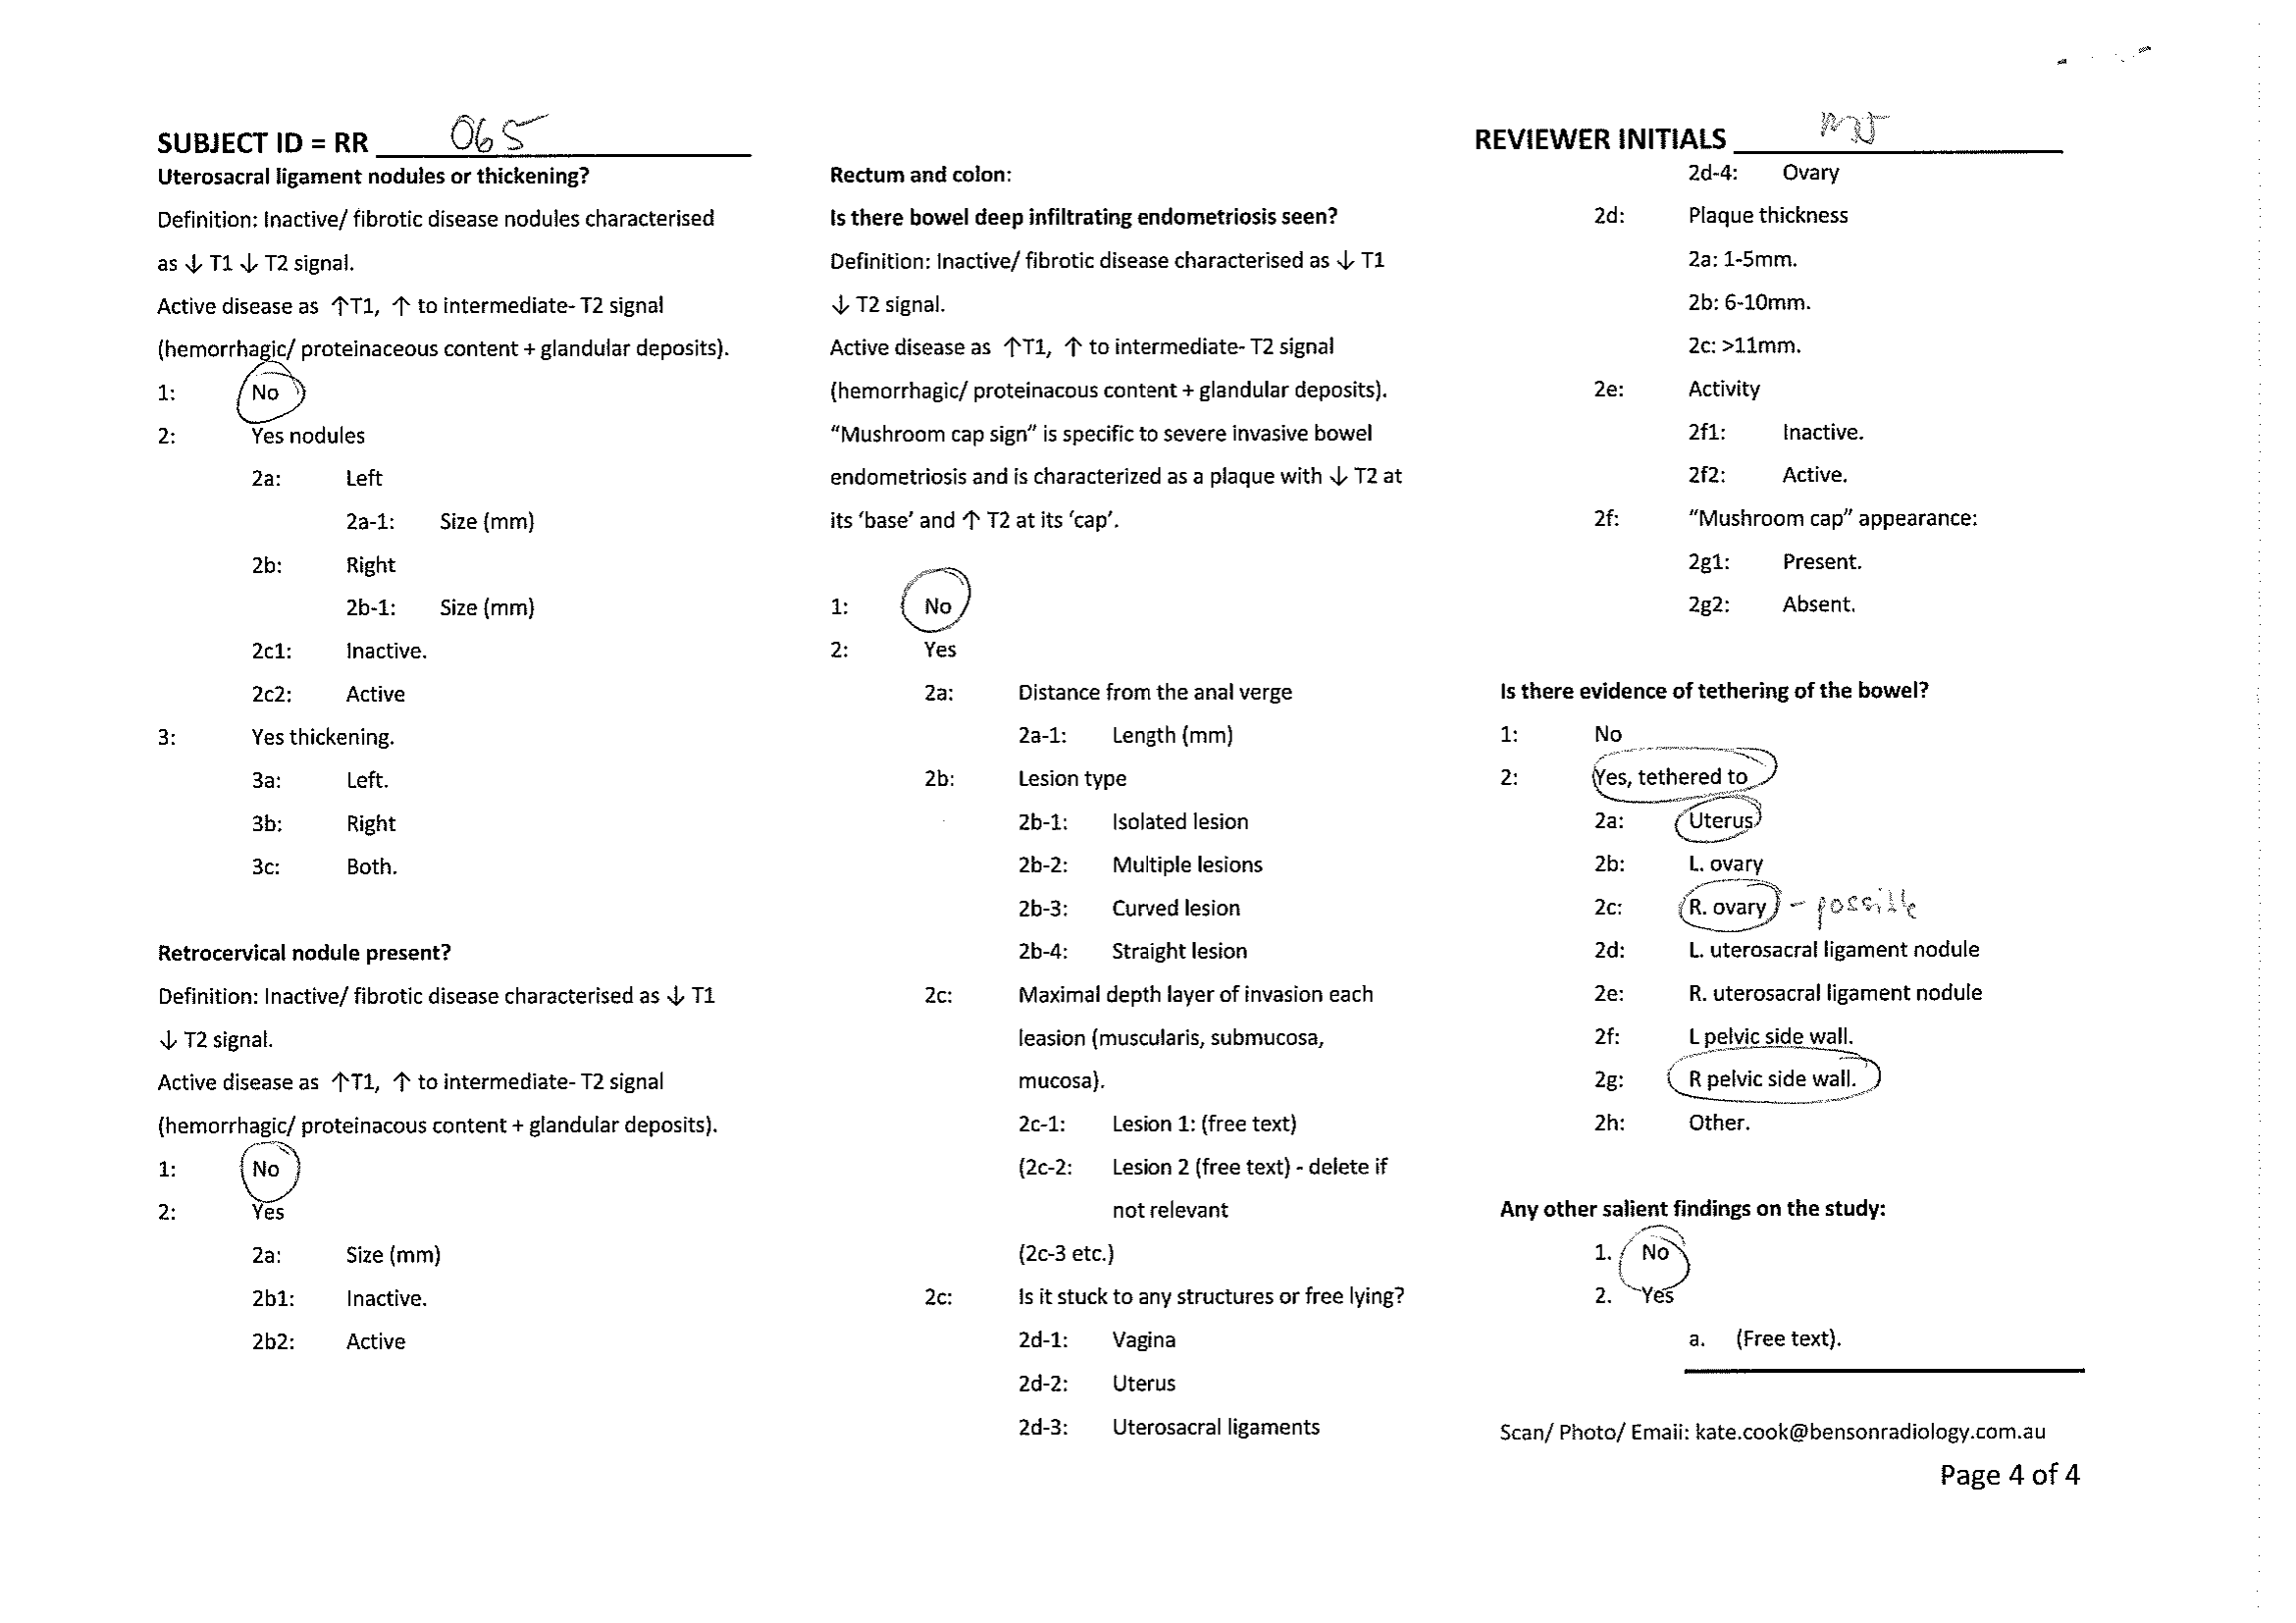 SUBJECT ID = RR 065
REVIEWER INITIALS
Uterosacral ligament nodules or thickening?
Definition: Inactive/ fibrotic disease nodules characterised
as ↓ T1 ↓ T2 signal.
Active disease as ↑T1, ↑ to intermediate- T2 signal
(hemorrhagic/ proteinaceous content + glandular deposits).
1: No
2: Yes nodules
2a: Left
2a-1: Size (mm)
2b: Right
2b-1: Size (mm)
2c1: Inactive.
2c2: Active
3: Yes thickening.
3a: Left.
3b: Right
3c: Both.
Retrocervical nodule present?
Definition: Inactive/ fibrotic disease characterised as ↓ T1
↓ T2 signal.
Active disease as ↑T1, ↑ to intermediate- T2 signal
(hemorrhagic/ proteinacous content + glandular deposits).
1: No
2: Yes
2a: Size (mm)
2b1: Inactive.
2b2: Active
Rectum and colon:
Is there bowel deep infiltrating endometriosis seen?
Definition: Inactive/ fibrotic disease characterised as ↓ T1
↓ T2 signal.
Active disease as ↑T1, ↑ to intermediate- T2 signal
(hemorrhagic/ proteinacous content + glandular deposits).
“Mushroom cap sign” is specific to severe invasive bowel
endometriosis and is characterized as a plaque with ↓ T2 at
its ‘base’ and ↑ T2 at its ‘cap’.
1: No
2: Yes
2a: Distance from the anal verge
2a-1: Length (mm)
2b: Lesion type
2b-1: Isolated lesion
2b-2: Multiple lesions
2b-3: Curved lesion
2b-4: Straight lesion
2c: Maximal depth layer of invasion each
leasion (muscularis, submucosa,
mucosa).
2c-1: Lesion 1: (free text)
(2c-2: Lesion 2 (free text) - delete if
not relevant
(2c-3 etc.)
2c: Is it stuck to any structures or free lying?
2d-1: Vagina
2d-2: Uterus
2d-3: Uterosacral ligaments
2d-4: Ovary
2d: Plaque thickness
2a: 1-5mm.
2b: 6-10mm.
2c: >11mm.
2e: Activity
2f1: Inactive.
2f2: Active.
2f: “Mushroom cap” appearance:
2g1: Present.
2g2: Absent.
Is there evidence of tethering of the bowel?
1: No
2: Yes, tethered to
2a: Uterus
2b: L. ovary
2c: R. ovary - possible
2d: L. uterosacral ligament nodule
2e: R. uterosacral ligament nodule
2f: L pelvic side wall.
2g: R pelvic side wall.
2h: Other.
Any other salient findings on the study:
1. No
2. Yes
a. (Free text).
Scan/ Photo/ Email: kate.cook@bensonradiology.com.au
Page 4 of 4